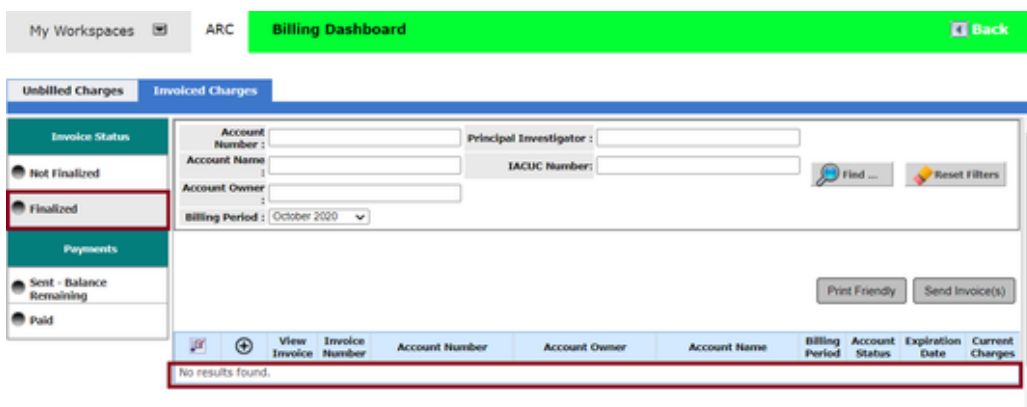 My Workspaces ARC Billing Dashboard Back
Unbilled Charges Invoiced Charges
Invoice Status
Not Finalized
Finalized
Payments
Sent - Balance
Remaining
Paid
Account
Number :
Principal Investigator :
Account Name
:
IACUC Number:
Account Owner
:
Billing Period : October 2020
Find ... Reset Filters
Print Friendly Send Invoice(s)
View
Invoice
Invoice
Number
Account Number
Account Owner
Account Name
Billing
Period
Account
Status
Expiration
Date
Current
Charges
No results found.